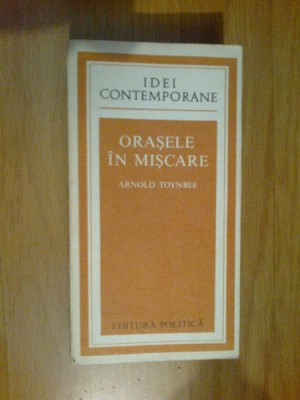 IDEI
CONTEMPORANE
ORAȘELE
ÎN MIȘCARE
ARNOLD TOYNBEE
EDITURA POLITICĂ